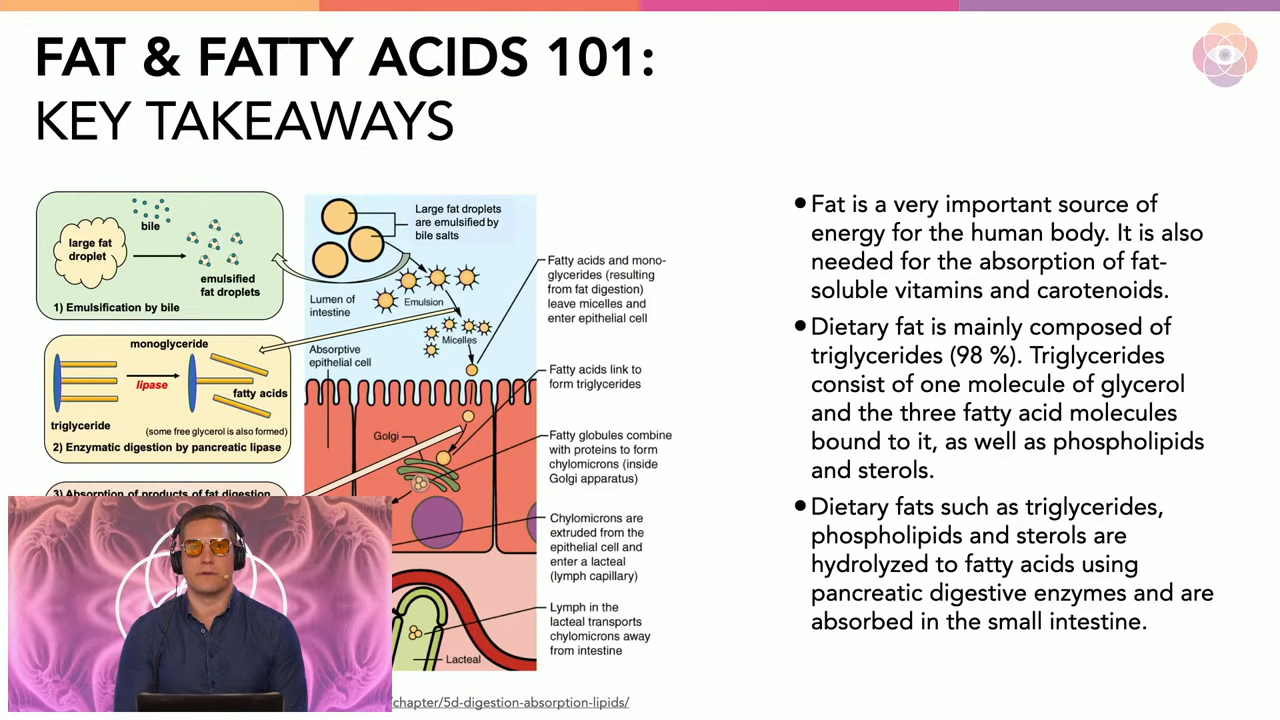 FAT & FATTY ACIDS 101:
KEY TAKEAWAYS
large fat
droplet
bile
emulsified
fat droplets
1) Emulsification by bile
monoglyceride
lipase
fatty acids
triglyceride
(some free glycerol is also formed)
2) Enzymatic digestion by pancreatic lipase
3) Absorption of products of fat digestion
Large fat droplets
are emulsified by
bile salts
Lumen of
intestine
Emulsion
Micelles
Absorptive
epithelial cell
Golgi
Lacteal
Fatty acids and mono-
glycerides (resulting
from fat digestion)
leave micelles and
enter epithelial cell
Fatty acids link to
form triglycerides
Fatty globules combine
with proteins to form
chylomicrons (inside
Golgi apparatus)
Chylomicrons are
extruded from the
epithelial cell and
enter a lacteal
(lymph capillary)
Lymph in the
lacteal transports
chylomicrons away
from intestine
/chapter/5d-digestion-absorption-lipids/
•Fat is a very important source of
energy for the human body. It is also
needed for the absorption of fat-
soluble vitamins and carotenoids.
•Dietary fat is mainly composed of
triglycerides (98 %). Triglycerides
consist of one molecule of glycerol
and the three fatty acid molecules
bound to it, as well as phospholipids
and sterols.
•Dietary fats such as triglycerides,
phospholipids and sterols are
hydrolyzed to fatty acids using
pancreatic digestive enzymes and are
absorbed in the small intestine.